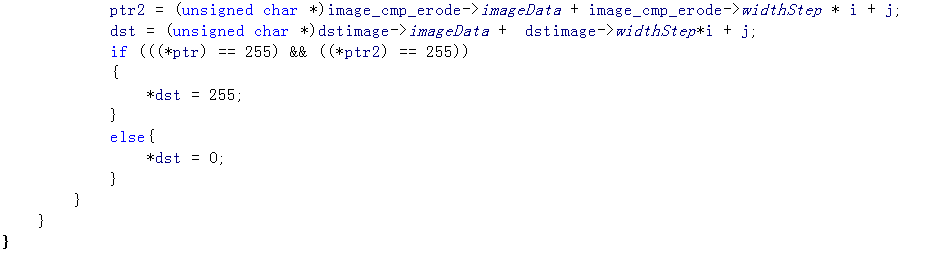 ptr2 = (unsigned char *)image_cmp_erode->imageData + image_cmp_erode->widthStep * i + j;
dst = (unsigned char *)dstimage->imageData +  dstimage->widthStep*i + j;
if (((*ptr) == 255) && ((*ptr2) == 255))
{
*dst = 255;
}
else{
*dst = 0;
}
}
}
}